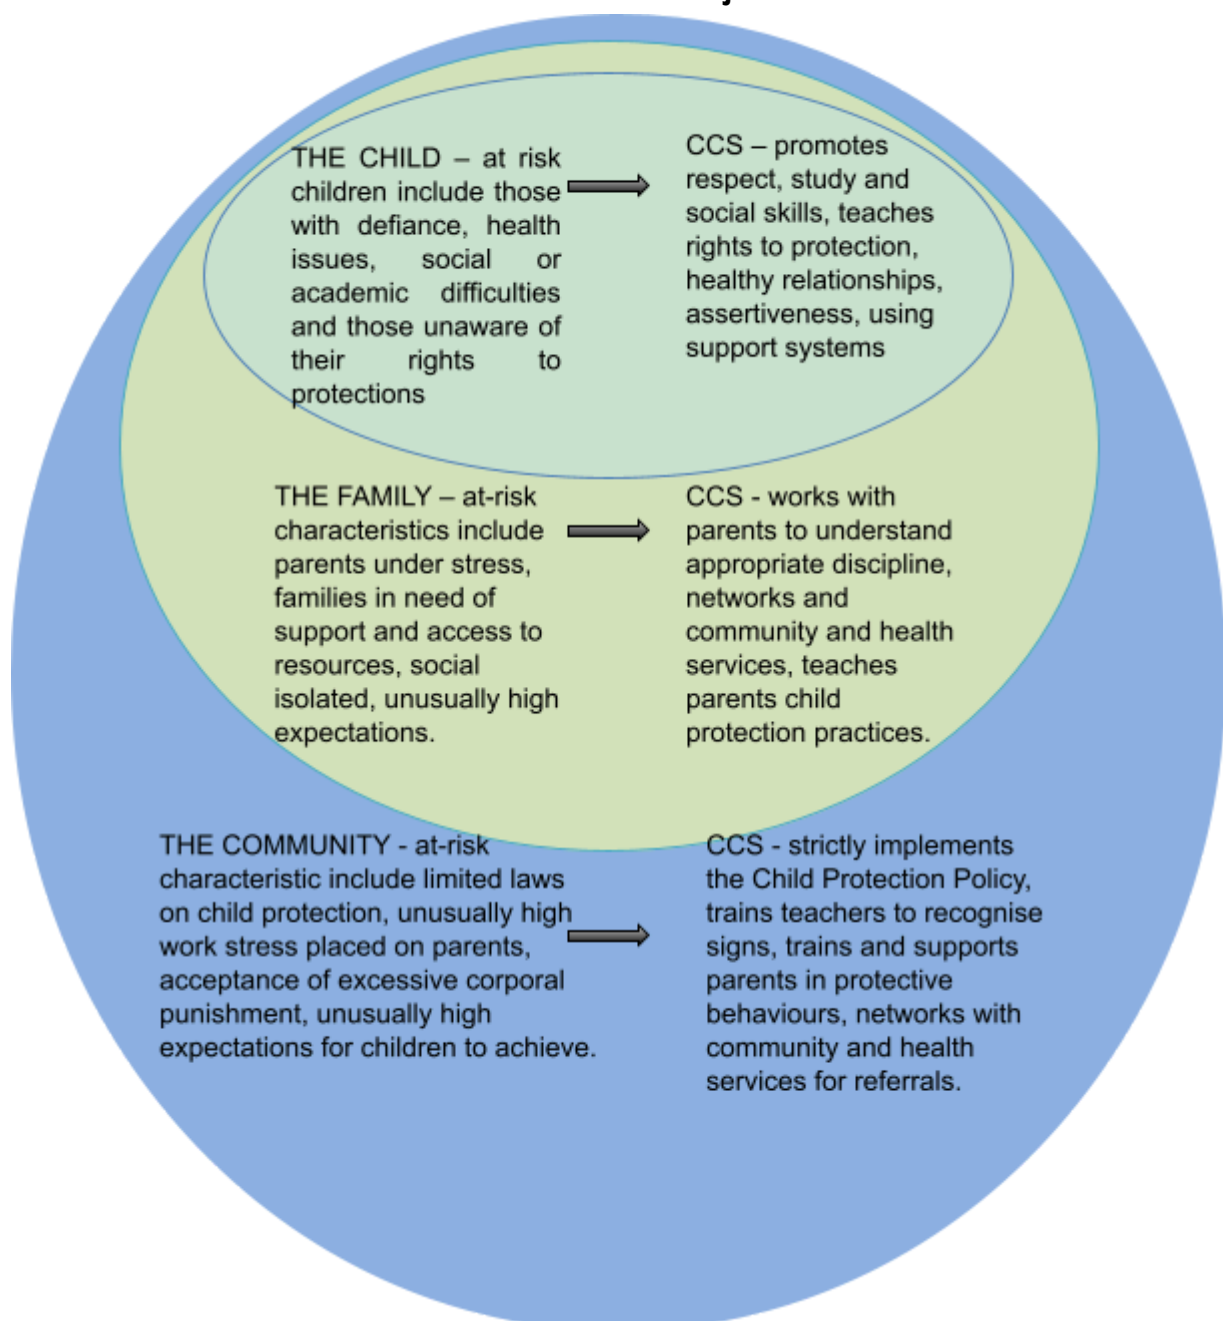 THE CHILD – at risk
children include those
with defiance, health
issues, social or
academic difficulties
and those unaware of
their rights to
protections
CCS – promotes
respect, study and
social skills, teaches
rights to protection,
healthy relationships,
assertiveness, using
support systems
THE FAMILY – at-risk
characteristics include
parents under stress,
families in need of
support and access to
resources, social
isolated, unusually high
expectations.
CCS - works with
parents to understand
appropriate discipline,
networks and
community and health
services, teaches
parents child
protection practices.
THE COMMUNITY - at-risk
characteristic include limited laws
on child protection, unusually high
work stress placed on parents,
acceptance of excessive corporal
punishment, unusually high
expectations for children to achieve.
CCS - strictly implements
the Child Protection Policy,
trains teachers to recognise
signs, trains and supports
parents in protective
behaviours, networks with
community and health
services for referrals.